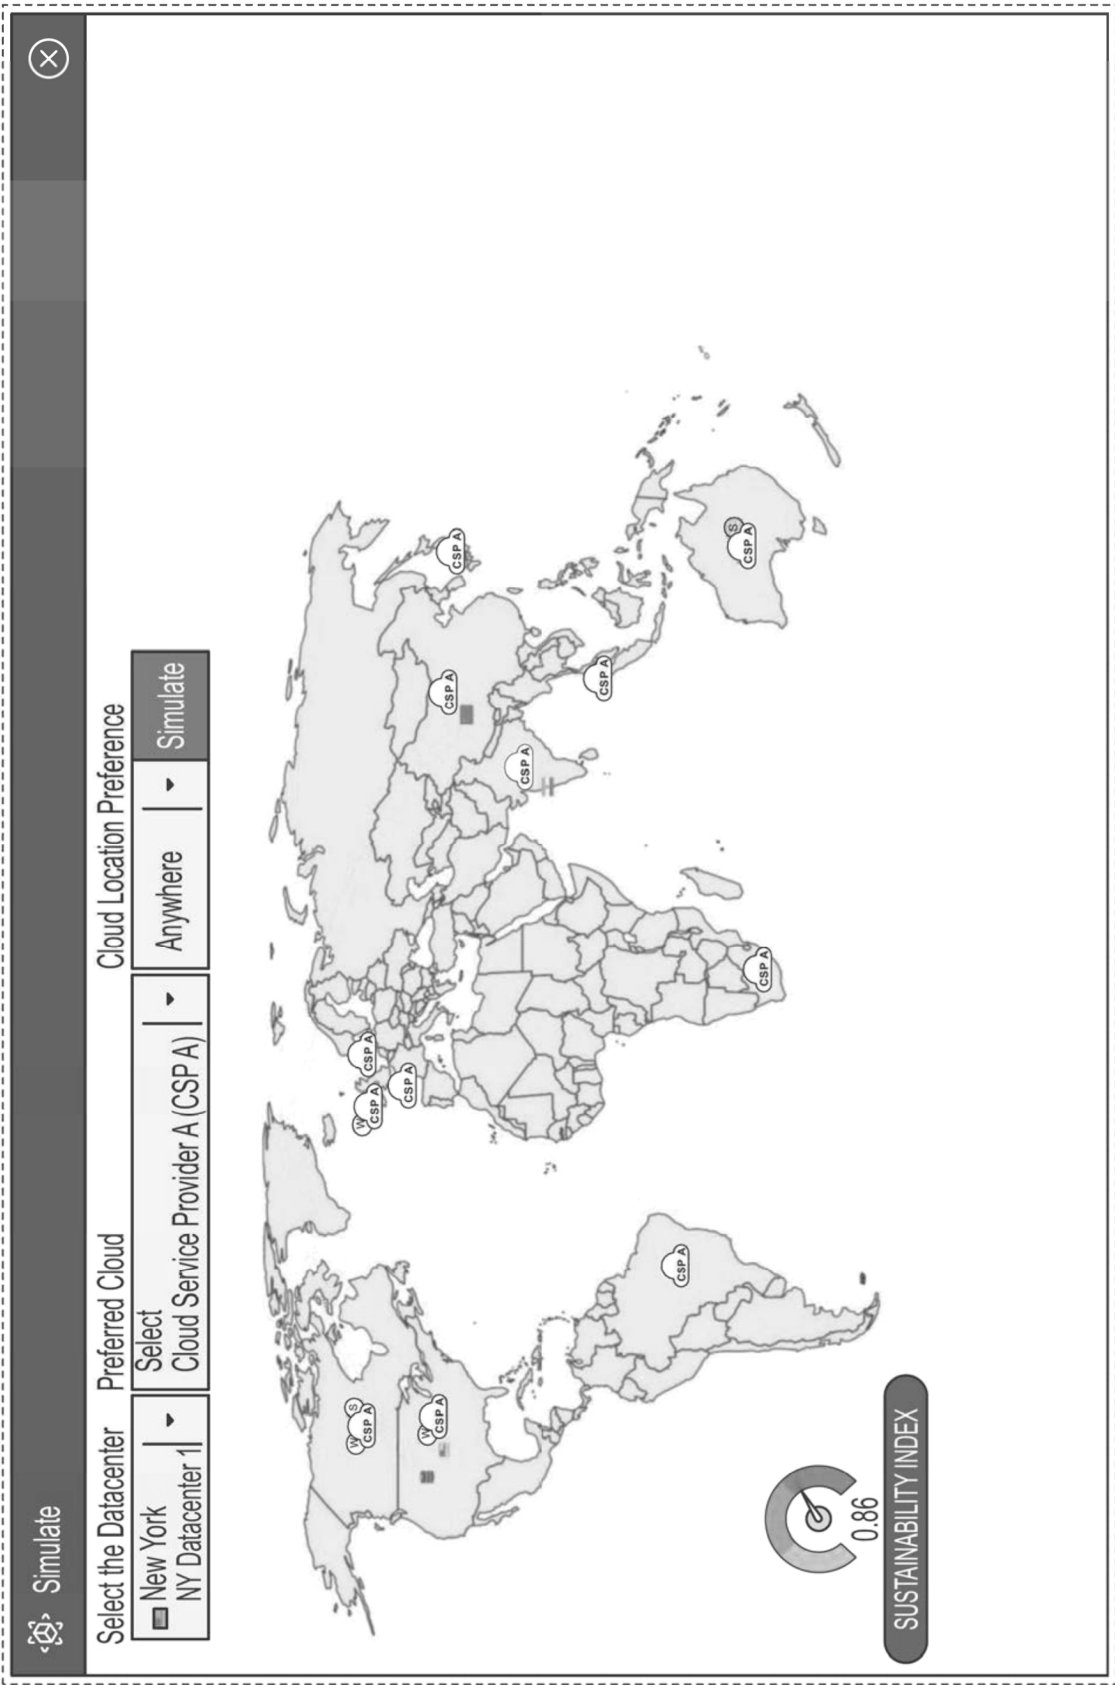 Simulate
Select the Datacenter
New York
NY Datacenter 1
Preferred Cloud
Select
Cloud Service Provider A (CSP A)
Cloud Location Preference
Anywhere
Simulate
W S
CSP A
W
CSP A
CSP A
W
CSP A
CSP A
CSP A
CSP A
CSP A
CSP A
CSP A
CSP A
S
CSP A
0.86
SUSTAINABILITY INDEX